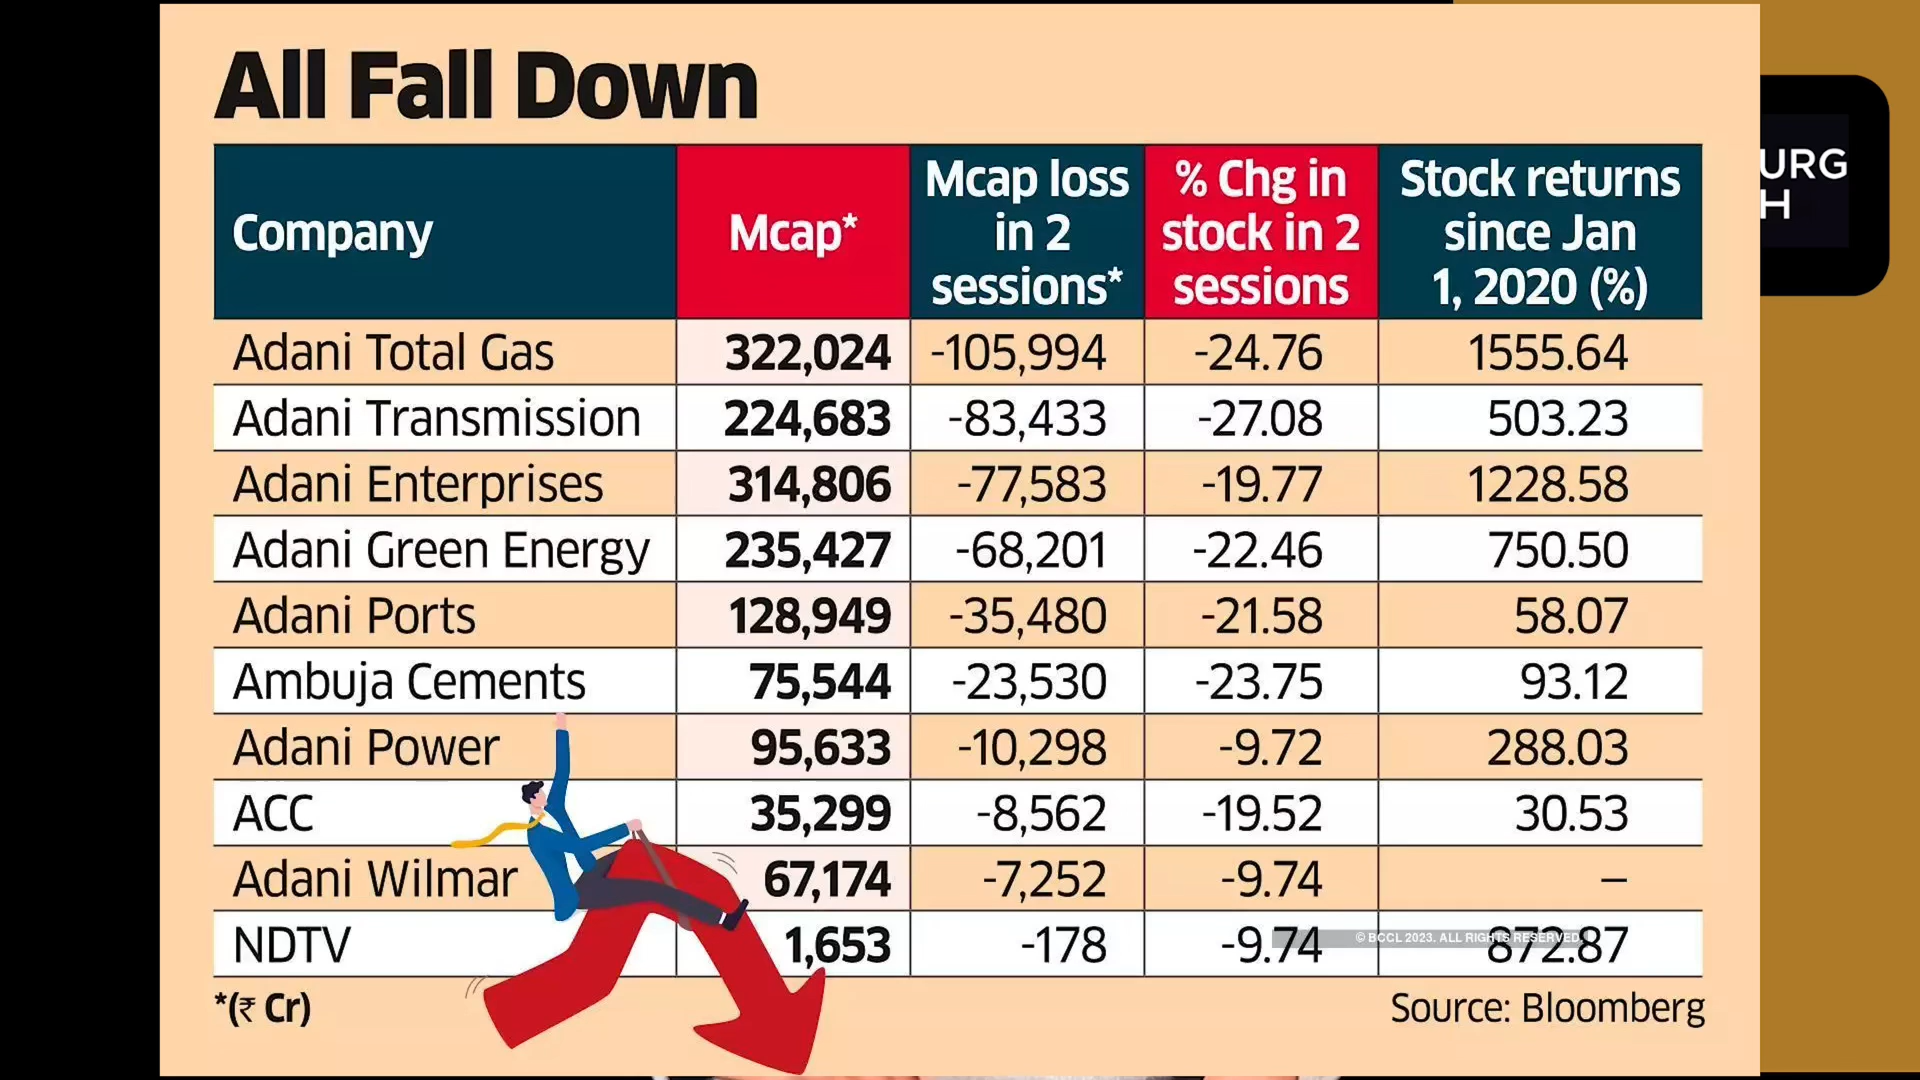 All Fall Down
Company
Mcap*
Mcap loss
in 2
sessions*
% Chg in
stock in 2
sessions
Stock returns
since Jan
1, 2020 (%)
Adani Total Gas 322,024 -105,994 -24.76 1555.64
Adani Transmission 224,683 -83,433 -27.08 503.23
Adani Enterprises 314,806 -77,583 -19.77 1228.58
Adani Green Energy 235,427 -68,201 -22.46 750.50
Adani Ports 128,949 -35,480 -21.58 58.07
Ambuja Cements 75,544 -23,530 -23.75 93.12
Adani Power 95,633 -10,298 -9.72 288.03
ACC 35,299 -8,562 -19.52 30.53
Adani Wilmar 67,174 -7,252 -9.74 –
NDTV 1,653 -178 -9.74 872.87
© BCCL 2023. ALL RIGHTS RESERVED.
*(₹ Cr)
Source: Bloomberg
URG
H